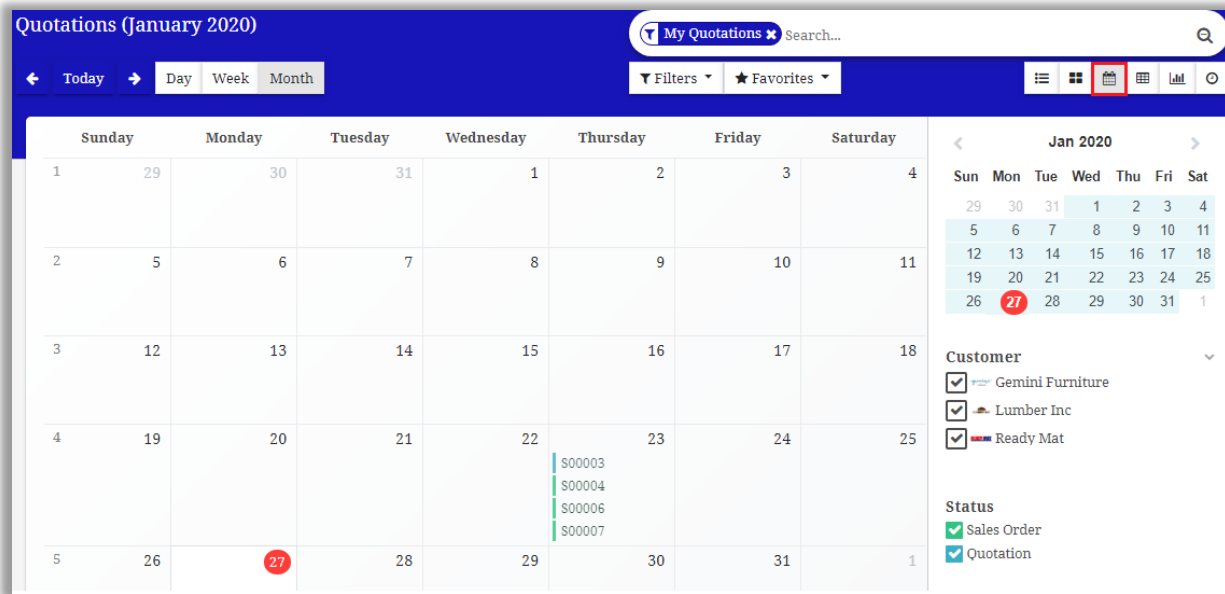 Quotations (January 2020)
My Quotations × Search...
Today Day Week Month
Filters Favorites
Sunday Monday Tuesday Wednesday Thursday Friday Saturday
1 29 30 31 1 2 3 4
2 5 6 7 8 9 10 11
3 12 13 14 15 16 17 18
4 19 20 21 22 23 24 25
S00003
S00004
S00006
S00007
5 26 27 28 29 30 31 1
Jan 2020
Sun Mon Tue Wed Thu Fri Sat
29 30 31 1 2 3 4
5 6 7 8 9 10 11
12 13 14 15 16 17 18
19 20 21 22 23 24 25
26 27 28 29 30 31 1
Customer
Gemini Furniture
Lumber Inc
Ready Mat
Status
Sales Order
Quotation